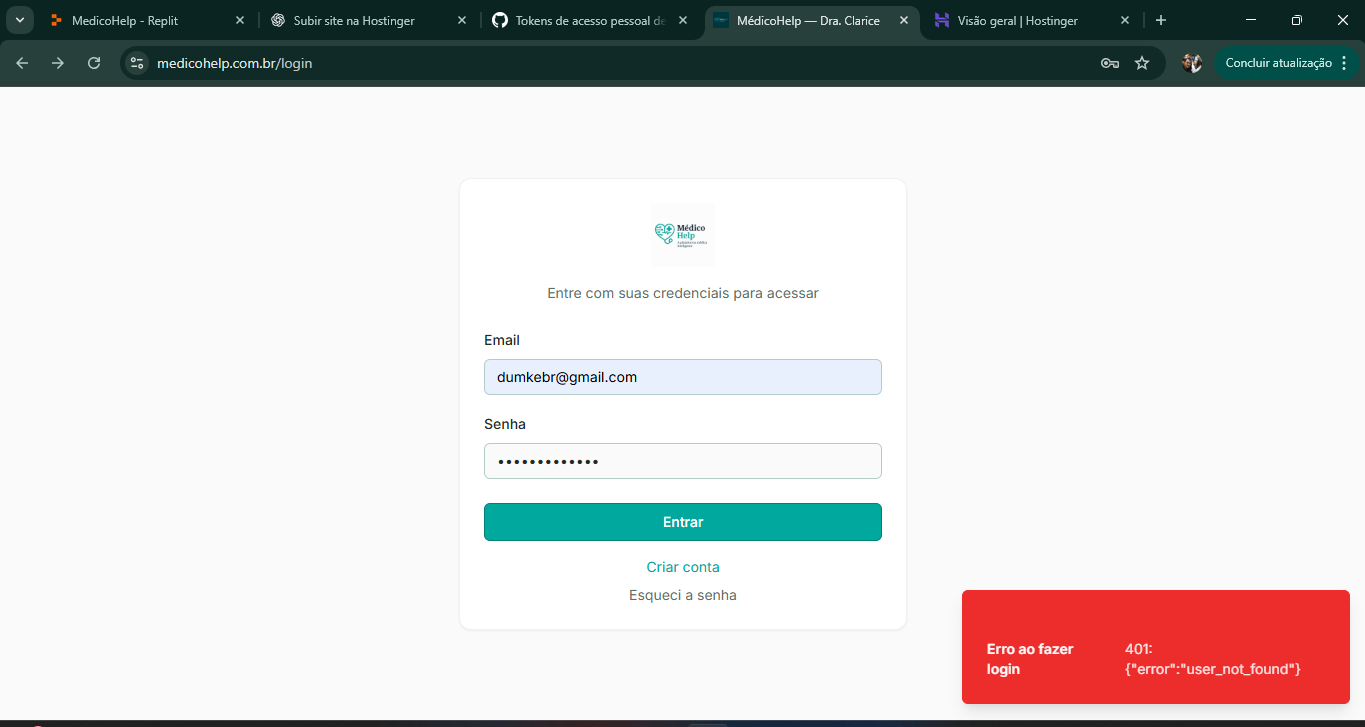 MedicoHelp - Replit
Subir site na Hostinger
Tokens de acesso pessoal de
MédicoHelp — Dra. Clarice
Visão geral | Hostinger
medicohelp.com.br/login
Concluir atualização
Médico
Help
Entre com suas credenciais para acessar
Email
dumkebr@gmail.com
Senha
•••••••••••••
Entrar
Criar conta
Esqueci a senha
Erro ao fazer login
401:
{"error":"user_not_found"}